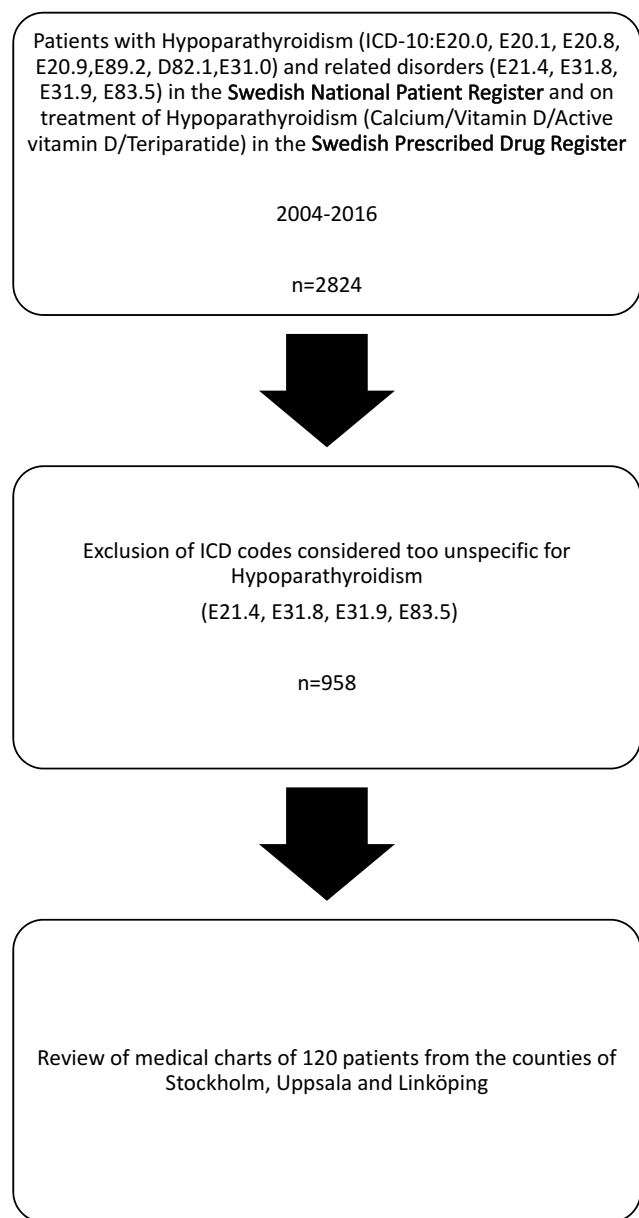 Patients with Hypoparathyroidism (ICD-10:E20.0, E20.1, E20.8,
E20.9,E89.2, D82.1,E31.0) and related disorders (E21.4, E31.8,
E31.9, E83.5) in the Swedish National Patient Register and on
treatment of Hypoparathyroidism (Calcium/Vitamin D/Active
vitamin D/Teriparatide) in the Swedish Prescribed Drug Register
2004-2016
n=2824
Exclusion of ICD codes considered too unspecific for
Hypoparathyroidism
(E21.4, E31.8, E31.9, E83.5)
n=958
Review of medical charts of 120 patients from the counties of
Stockholm, Uppsala and Linköping